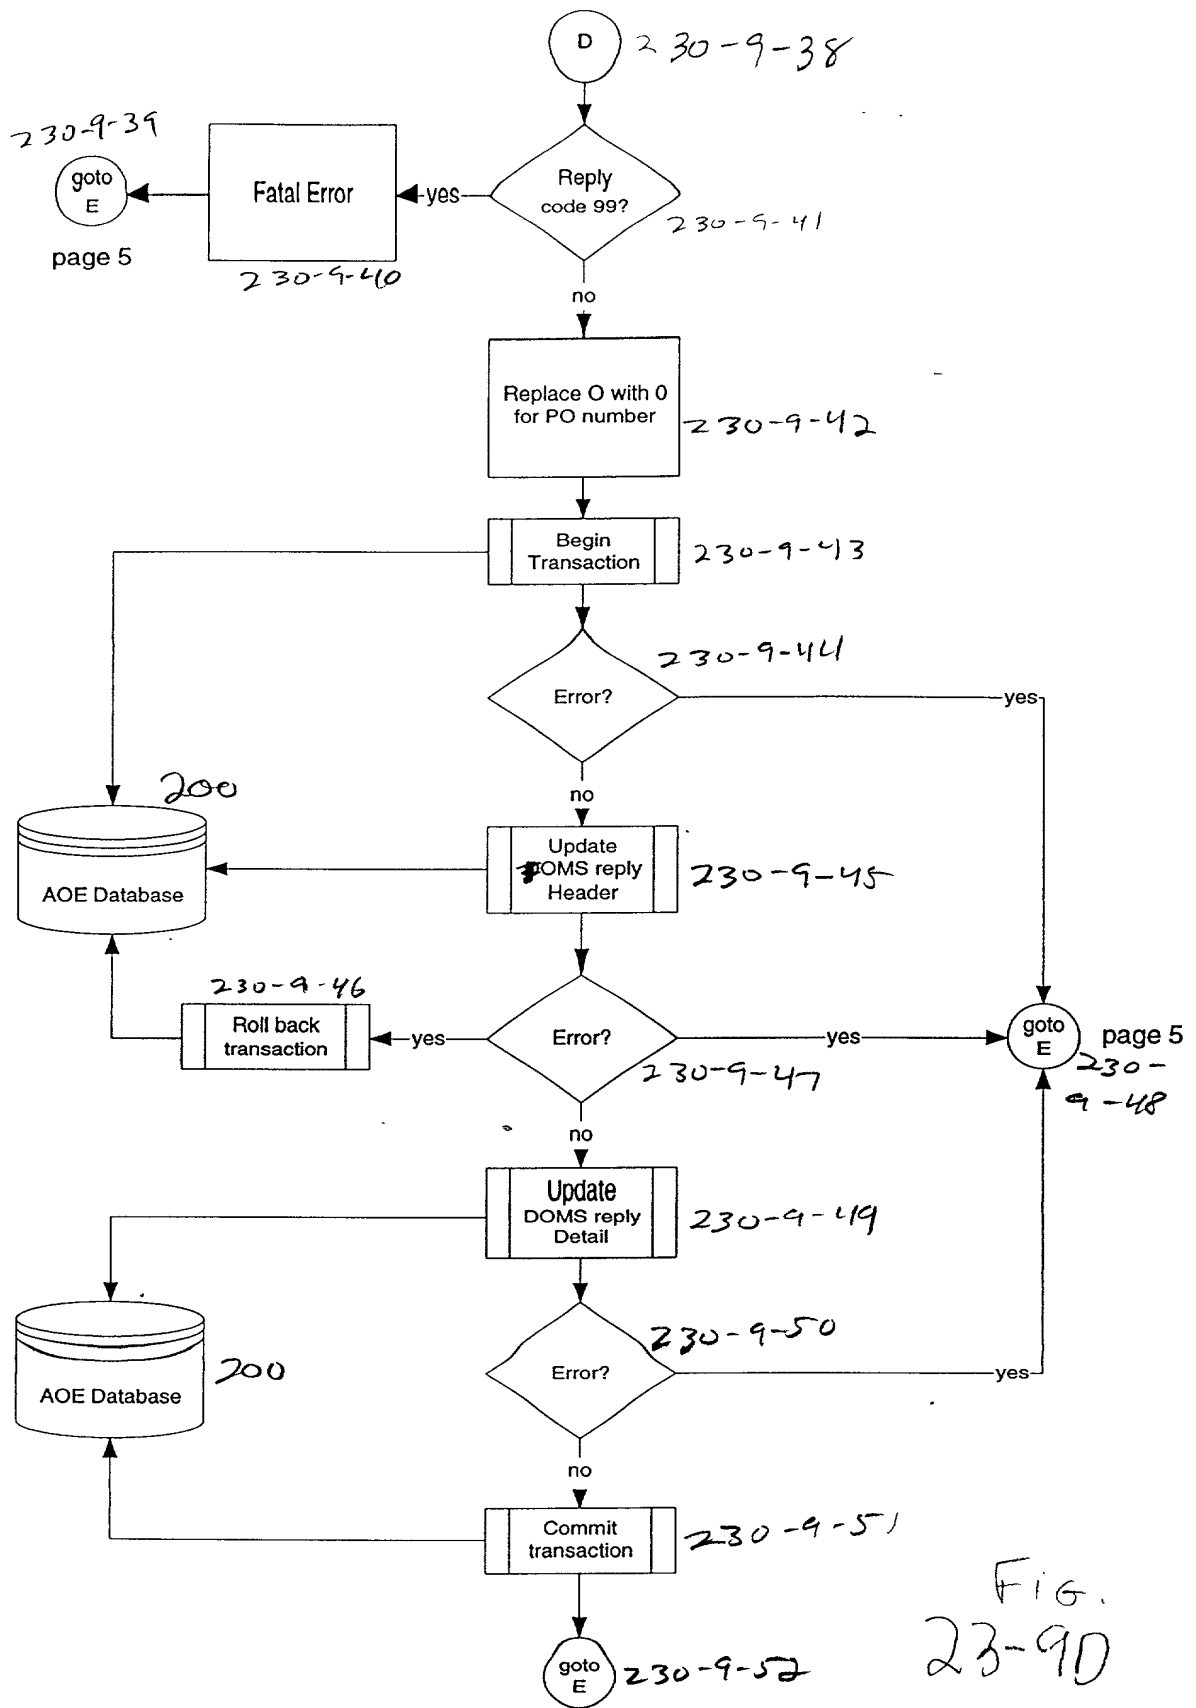 D
230-9-38
230-9-39
goto
E
page 5
Fatal Error
230-9-40
yes
Reply
code 99?
230-9-41
no
Replace O with 0
for PO number
230-9-42
Begin
Transaction
230-9-43
230-9-44
Error?
yes
no
200
AOE Database
Update
DOMS reply
Header
230-9-45
230-9-46
Roll back
transaction
yes
Error?
230-9-47
yes
goto
E
page 5
230-
9-48
no
Update
DOMS reply
Detail
230-9-49
AOE Database
200
230-9-50
Error?
yes
no
Commit
transaction
230-9-51
goto
E
230-9-52
FIG.
23-9D